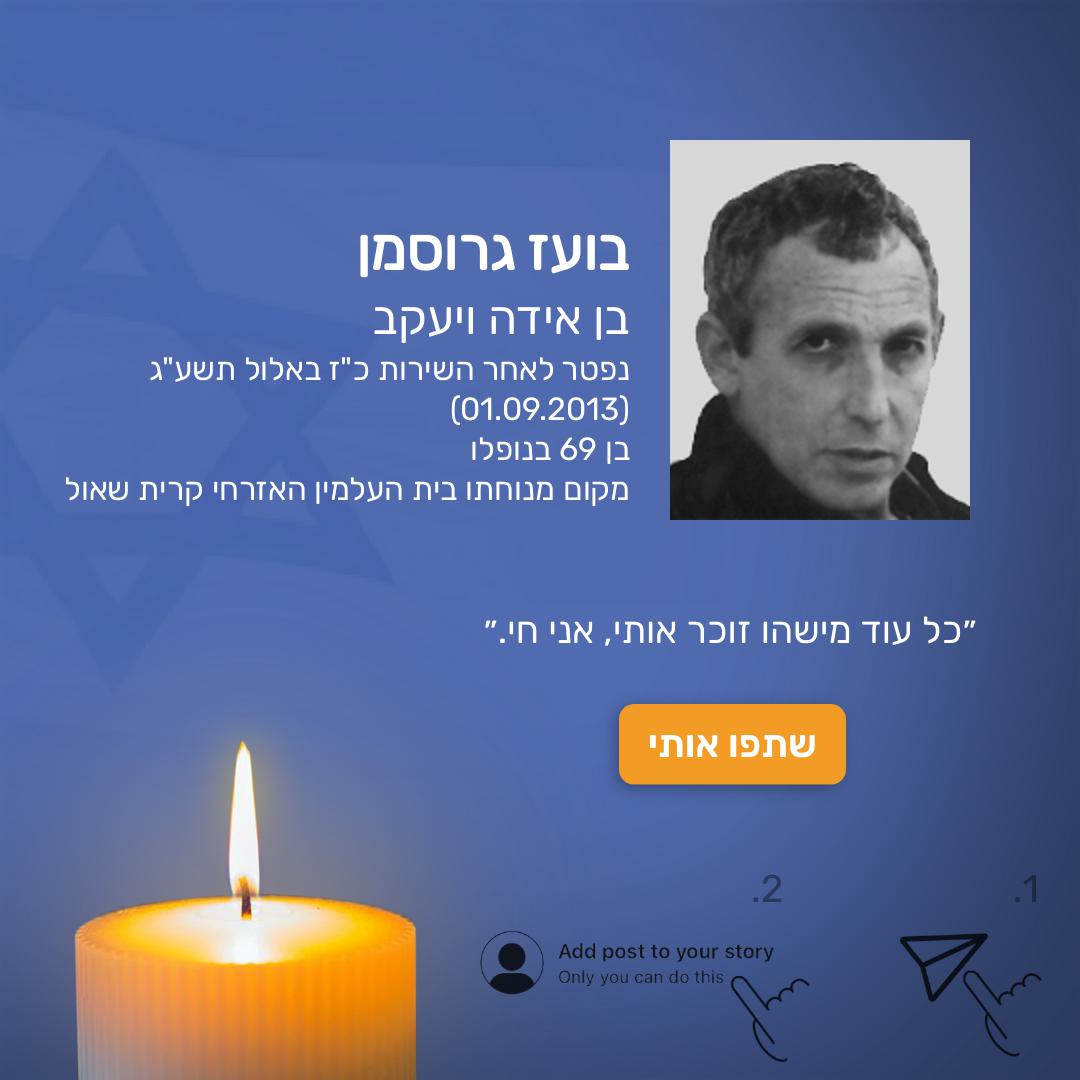 בועז גרוסמן
בן אידה ויעקב
נפטר לאחר השירות כ"ז באלול תשע"ג
(01.09.2013)
בן 69 בנופלו
מקום מנוחתו בית העלמין האזרחי קרית שאול
״כל עוד מישהו זוכר אותי, אני חי.״
שתפו אותי
1.
2.
Add post to your story
Only you can do this